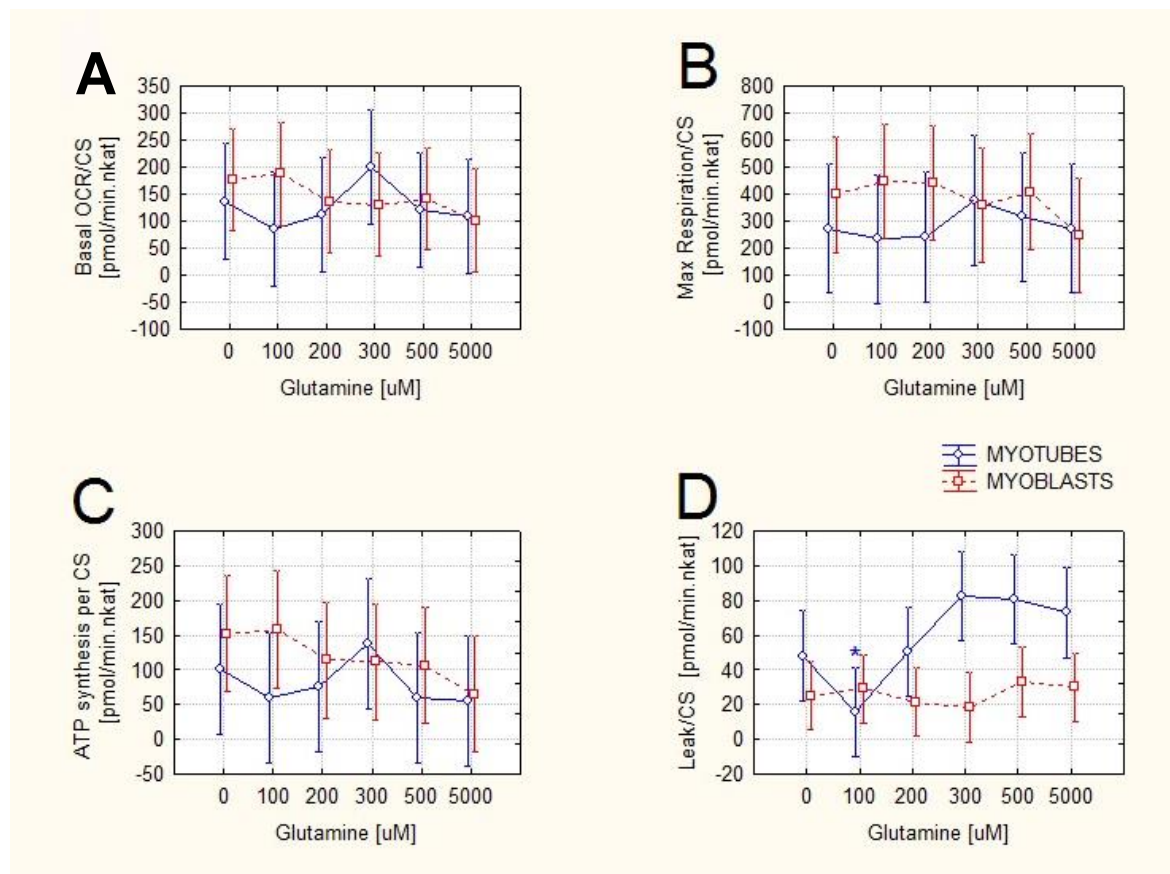 A
Basal OCR/CS
[pmol/min.nkat]
350
300
250
200
150
100
50
0
-50
-100
0 100 200 300 500 5000
Glutamine [uM]
B
Max Respiration/CS
[pmol/min.nkat]
800
700
600
500
400
300
200
100
0
-100
0 100 200 300 500 5000
Glutamine [uM]
MYOTUBES
MYOBLASTS
C
ATP synthesis per CS
[pmol/min.nkat]
300
250
200
150
100
50
0
-50
0 100 200 300 500 5000
Glutamine [uM]
D
Leak/CS [pmol/min.nkat]
120
100
80
60
40
20
0
-20
*
0 100 200 300 500 5000
Glutamine [uM]